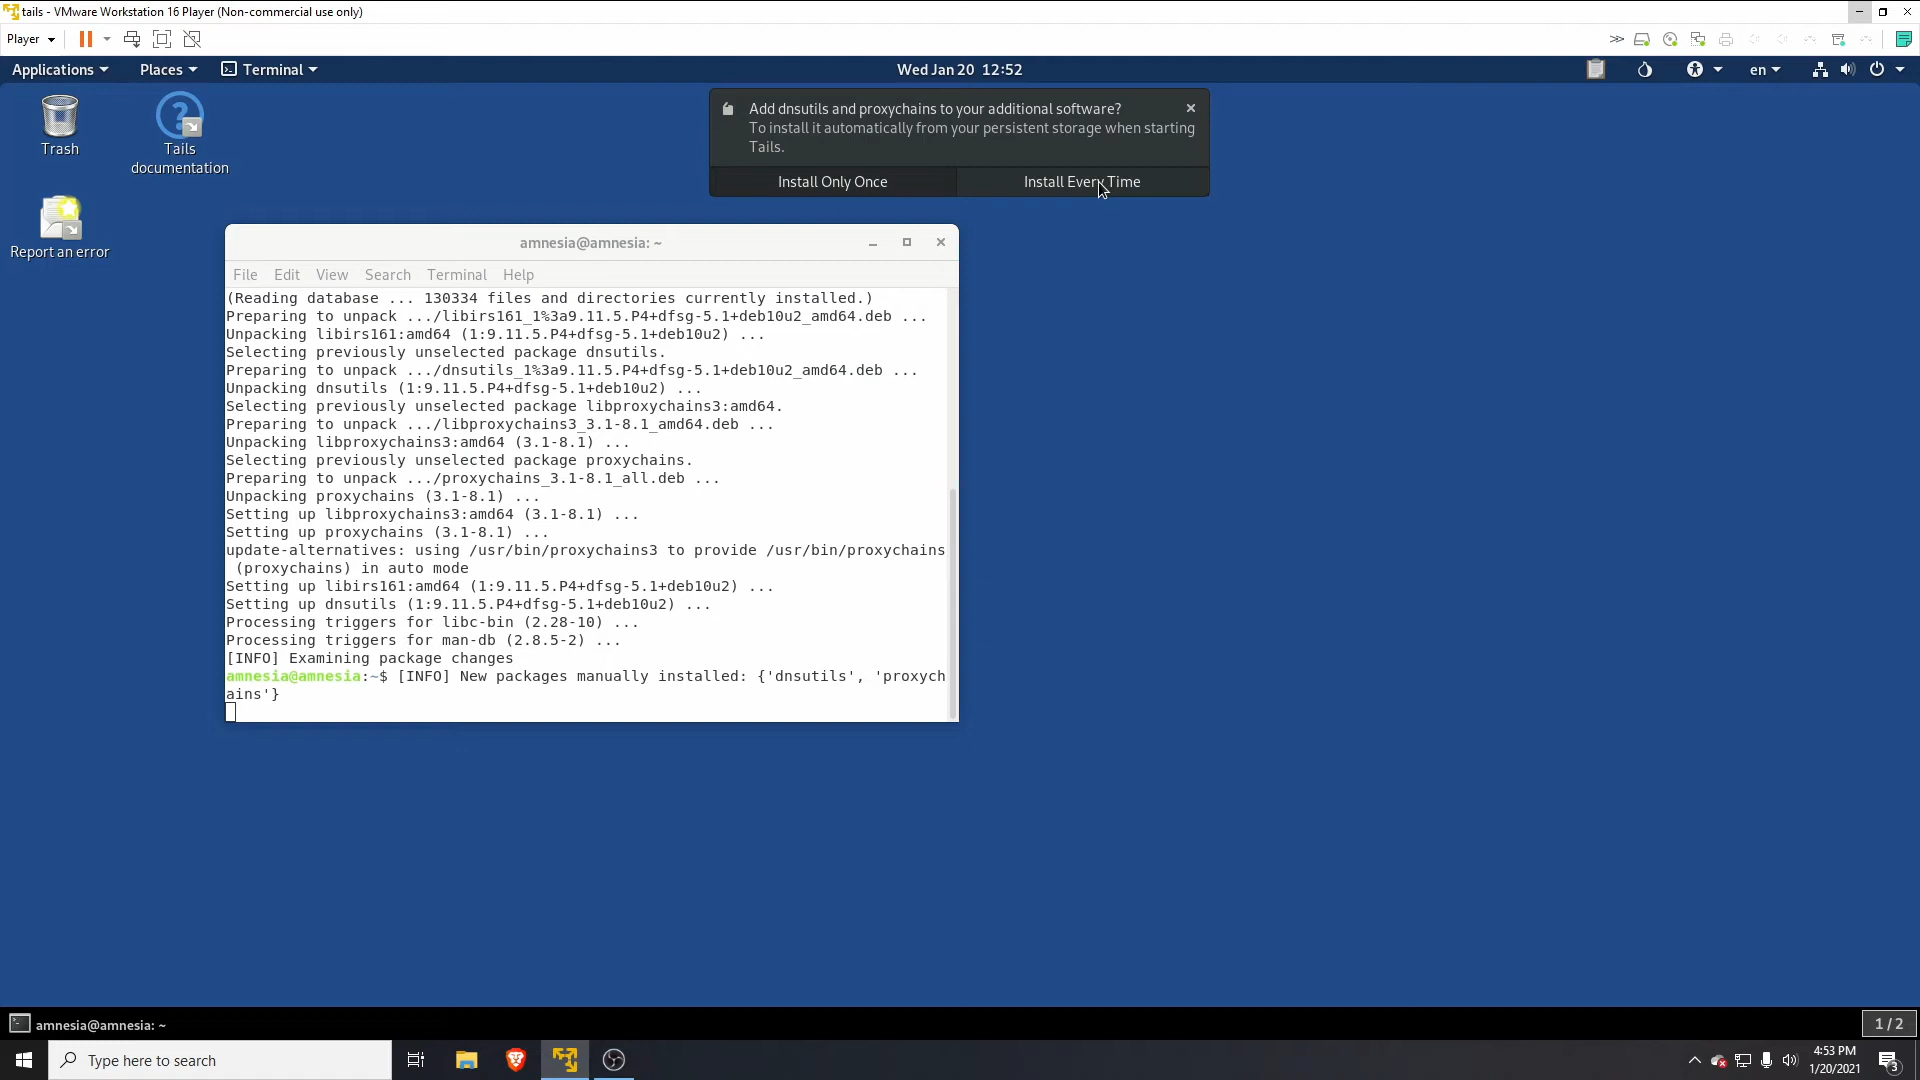 tails - VMware Workstation 16 Player (Non-commercial use only)
Player
Applications
Places
Terminal
Wed Jan 20 12:52
en
Trash
Tails
documentation
Report an error
Add dnsutils and proxychains to your additional software?
To install it automatically from your persistent storage when starting
Tails.
Install Only Once
Install Every Time
amnesia@amnesia: ~
File Edit View Search Terminal Help
(Reading database ... 130334 files and directories currently installed.)
Preparing to unpack .../libirs161_1%3a9.11.5.P4+dfsg-5.1+deb10u2_amd64.deb ...
Unpacking libirs161:amd64 (1:9.11.5.P4+dfsg-5.1+deb10u2) ...
Selecting previously unselected package dnsutils.
Preparing to unpack .../dnsutils_1%3a9.11.5.P4+dfsg-5.1+deb10u2_amd64.deb ...
Unpacking dnsutils (1:9.11.5.P4+dfsg-5.1+deb10u2) ...
Selecting previously unselected package libproxychains3:amd64.
Preparing to unpack .../libproxychains3_3.1-8.1_amd64.deb ...
Unpacking libproxychains3:amd64 (3.1-8.1) ...
Selecting previously unselected package proxychains.
Preparing to unpack .../proxychains_3.1-8.1_all.deb ...
Unpacking proxychains (3.1-8.1) ...
Setting up libproxychains3:amd64 (3.1-8.1) ...
Setting up proxychains (3.1-8.1) ...
update-alternatives: using /usr/bin/proxychains3 to provide /usr/bin/proxychains
(proxychains) in auto mode
Setting up libirs161:amd64 (1:9.11.5.P4+dfsg-5.1+deb10u2) ...
Setting up dnsutils (1:9.11.5.P4+dfsg-5.1+deb10u2) ...
Processing triggers for libc-bin (2.28-10) ...
Processing triggers for man-db (2.8.5-2) ...
[INFO] Examining package changes
amnesia@amnesia:~$ [INFO] New packages manually installed: {'dnsutils', 'proxych
ains'}
amnesia@amnesia: ~
1 / 2
Type here to search
4:53 PM
1/20/2021
3